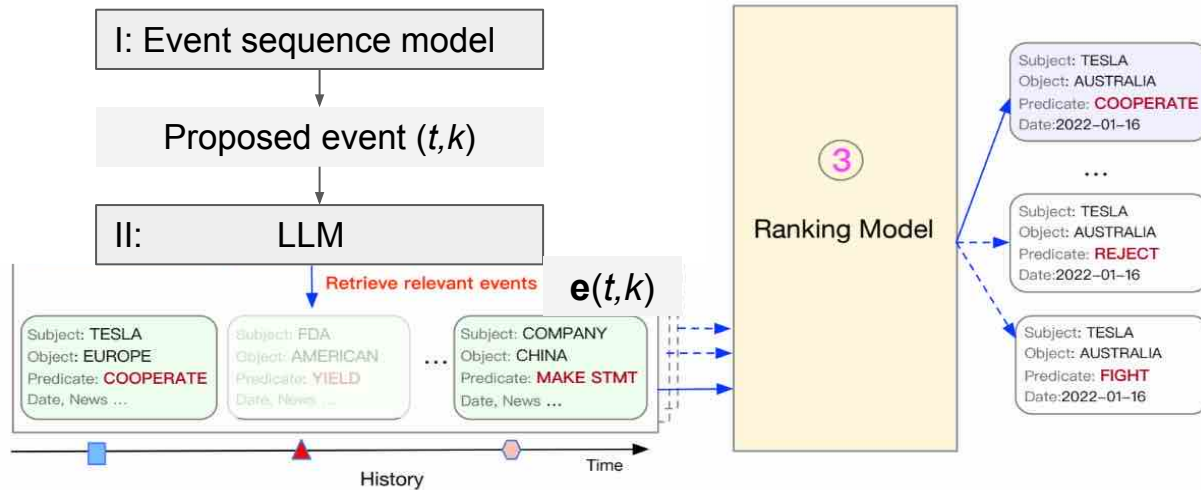 I: Event sequence model
Proposed event (t,k)
II: LLM
Retrieve relevant events
e(t,k)
Subject: TESLA
Object: EUROPE
Predicate: COOPERATE
Date, News ...
Subject: FDA
Object: AMERICAN
Predicate: YIELD
Date, News ...
...
Subject: COMPANY
Object: CHINA
Predicate: MAKE STMT
Date, News ...
Time
History
3
Ranking Model
Subject: TESLA
Object: AUSTRALIA
Predicate: COOPERATE
Date:2022-01-16
...
Subject: TESLA
Object: AUSTRALIA
Predicate: REJECT
Date:2022-01-16
Subject: TESLA
Object: AUSTRALIA
Predicate: FIGHT
Date:2022-01-16